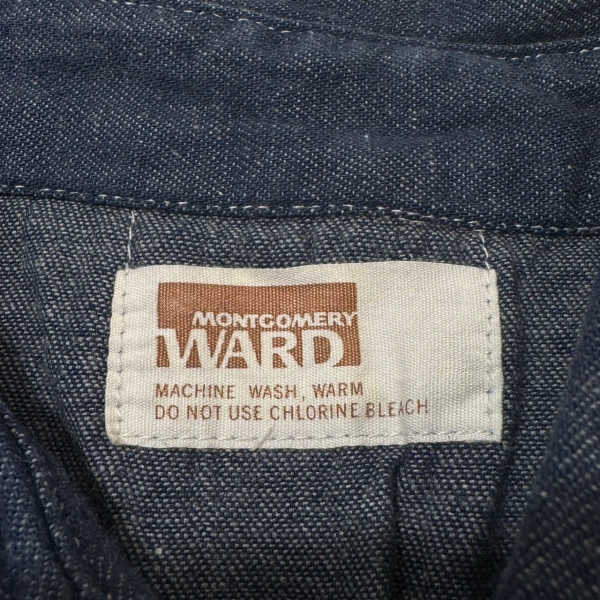 MONTGOMERY
WARD
MACHINE WASH, WARM
DO NOT USE CHLORINE BLEACH